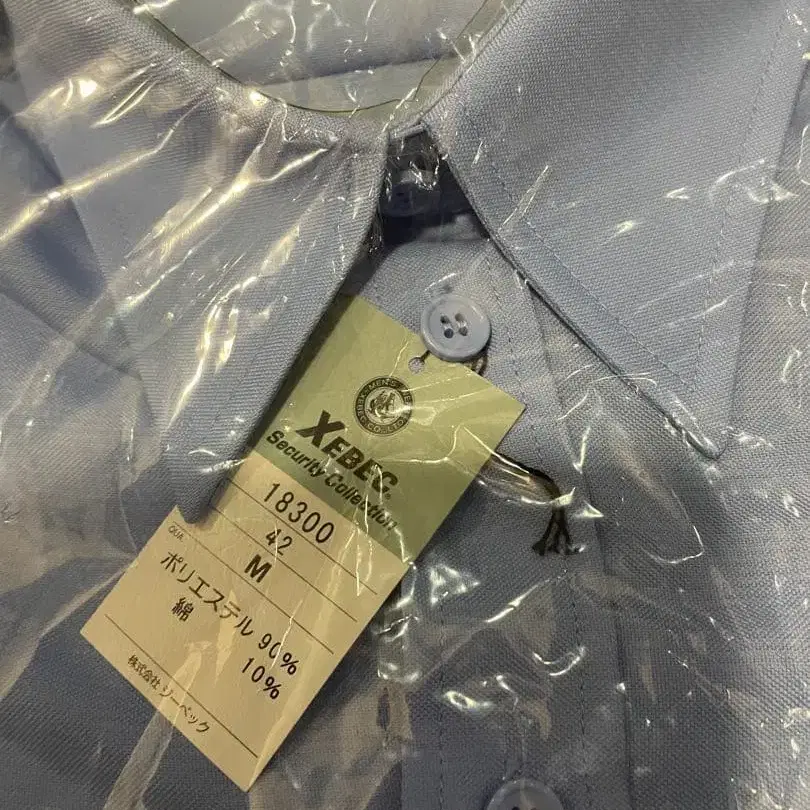 XEBEC.
Security Collection
18300
42
M
QUA.
ポリエステル 90%
綿 10%
株式会社 ジーベック